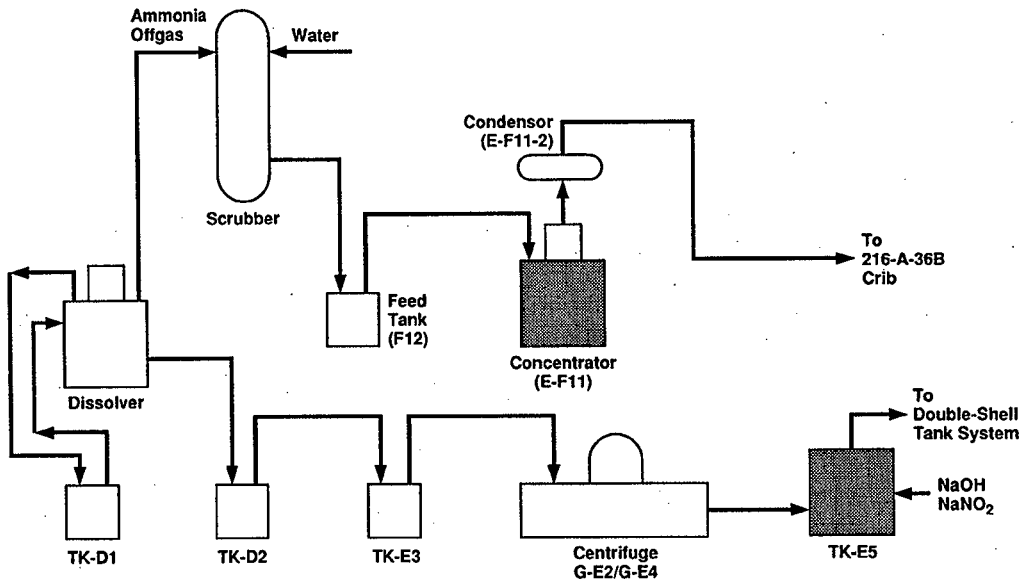 Ammonia
Offgas
Water
Scrubber
Condensor
(E-F11-2)
To
216-A-36B
Crib
Feed
Tank
(F12)
Concentrator
(E-F11)
Dissolver
To
Double-Shell
Tank System
NaOH
NaNO₂
TK-D1
TK-D2
TK-E3
Centrifuge
G-E2/G-E4
TK-E5